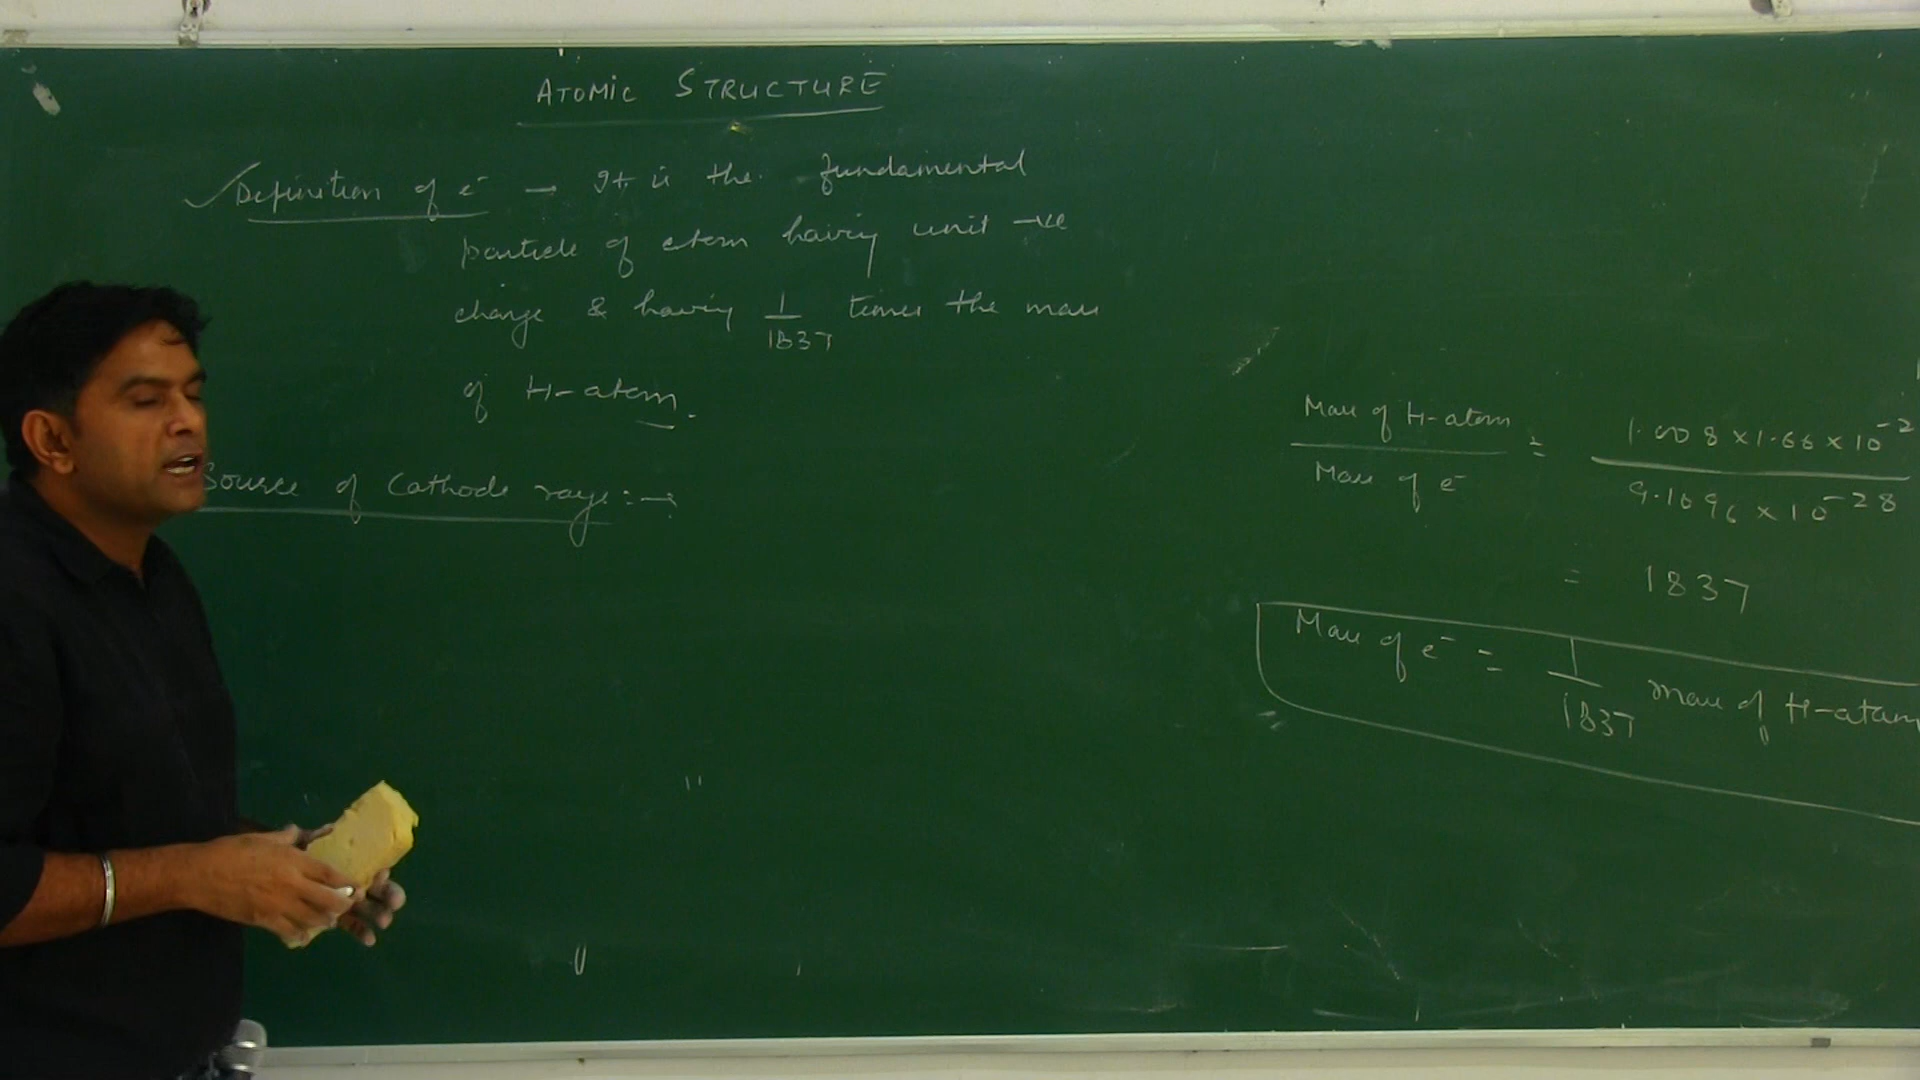 ATOMIC STRUCTURE
Definition of e⁻ → It is the fundamental
particle of atom having unit -ve
charge & having 1/1837 times the mass
of H-atom.
Source of Cathode rays :→
Mass of H-atom / Mass of e⁻ = 1.008 x 1.66 x 10⁻² / 9.1096 x 10⁻²⁸
= 1837
Mass of e⁻ = 1/1837 mass of H-atom